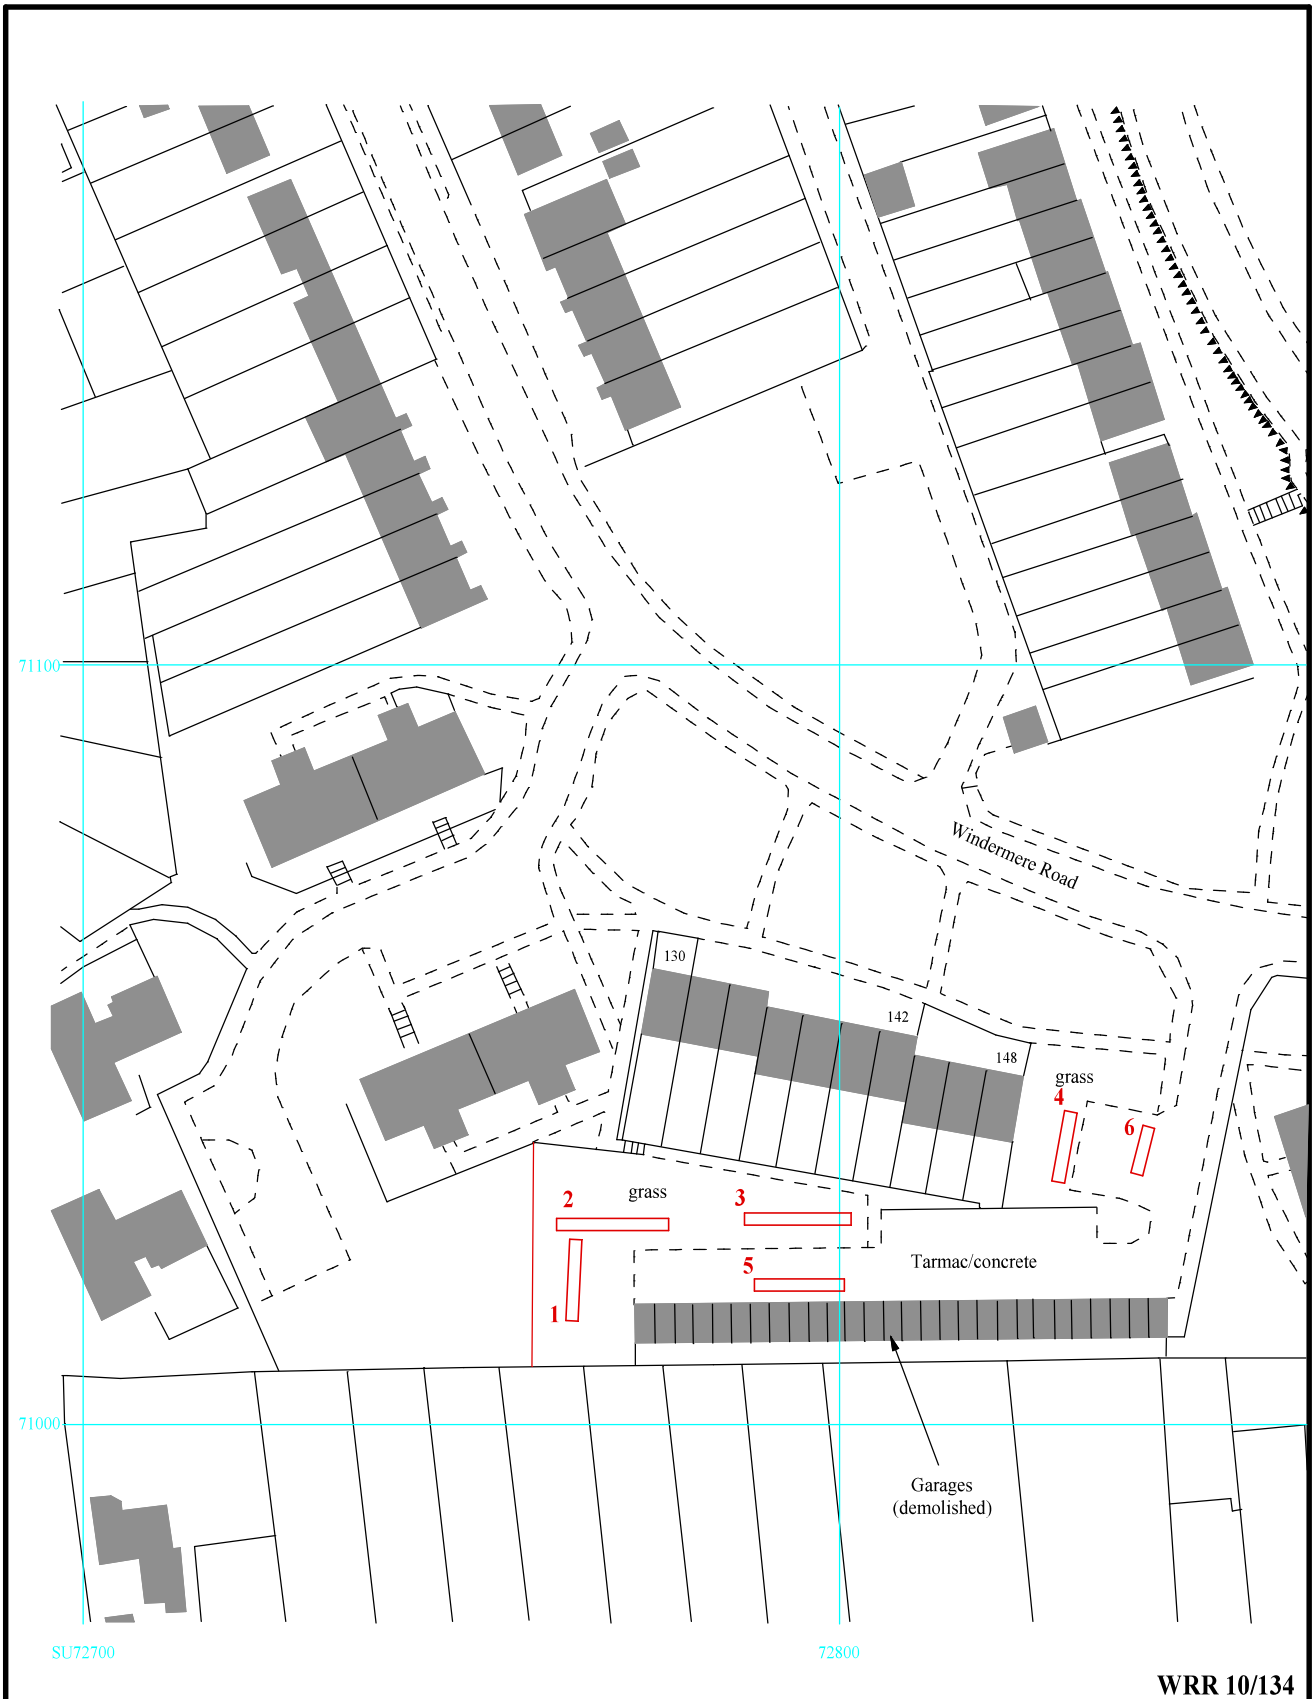 71100
Windermere Road
130
142
148
grass
4
6
2
grass
3
5
Tarmac/concrete
1
71000
Garages
(demolished)
SU72700
72800
WRR 10/134